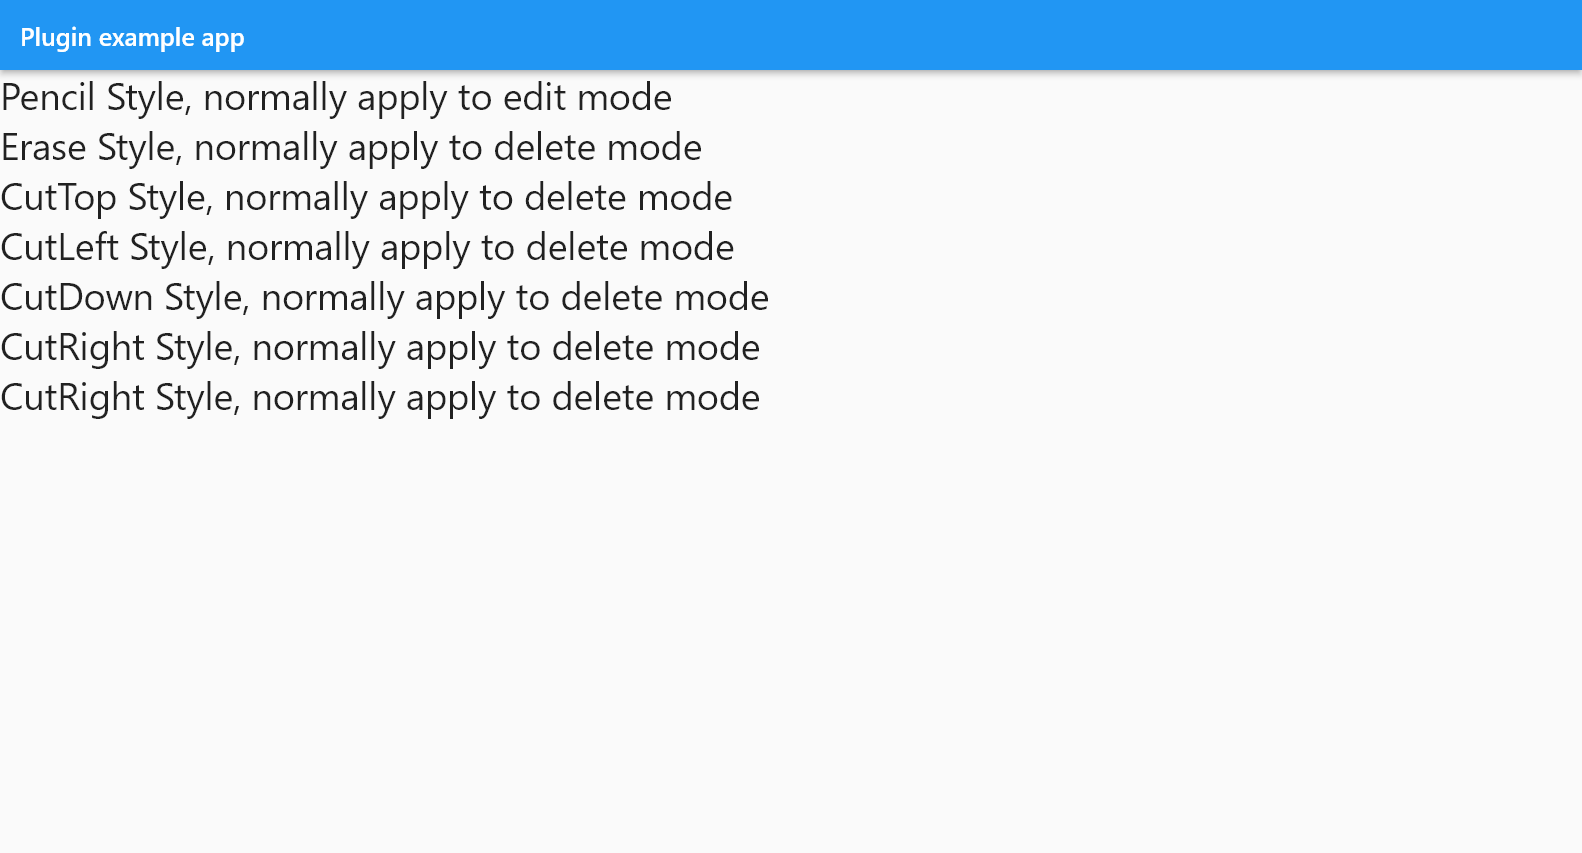 Plugin example app
Pencil Style, normally apply to edit mode
Erase Style, normally apply to delete mode
CutTop Style, normally apply to delete mode
CutLeft Style, normally apply to delete mode
CutDown Style, normally apply to delete mode
CutRight Style, normally apply to delete mode
CutRight Style, normally apply to delete mode